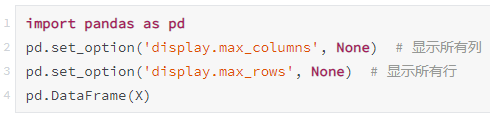 1 import pandas as pd
2 pd.set_option('display.max_columns', None)  # 显示所有列
3 pd.set_option('display.max_rows', None)  # 显示所有行
4 pd.DataFrame(X)